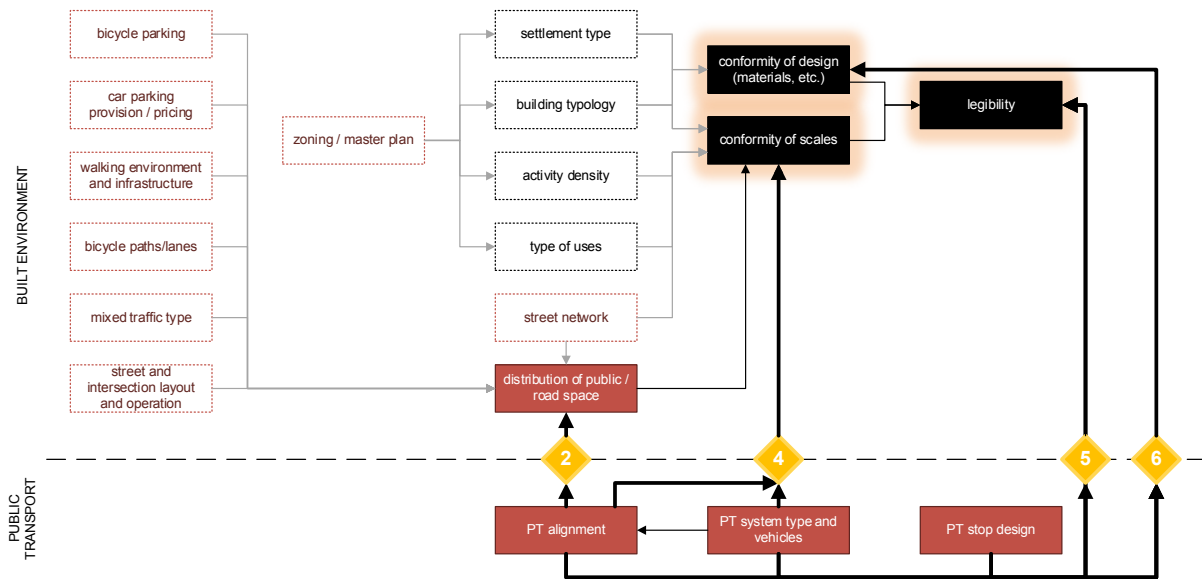 BUILT ENVIRONMENT
bicycle parking
car parking
provision / pricing
walking environment
and infrastructure
bicycle paths/lanes
mixed traffic type
street and
intersection layout
and operation
zoning / master plan
settlement type
building typology
activity density
type of uses
street network
distribution of public /
road space
conformity of design
(materials, etc.)
conformity of scales
legibility
2
4
5
6
PUBLIC
TRANSPORT
PT alignment
PT system type and
vehicles
PT stop design